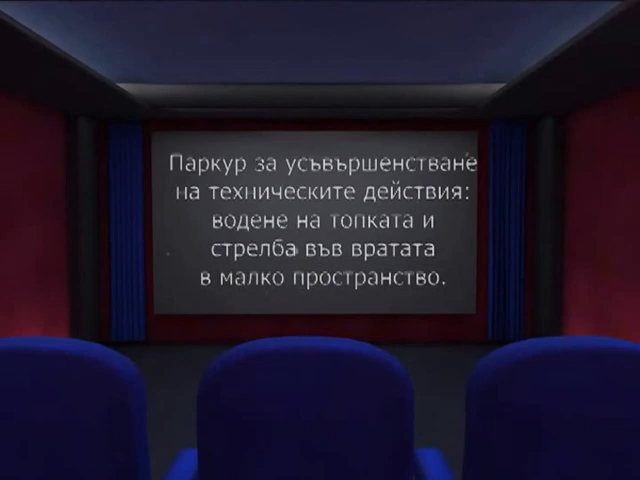 Паркур за усъвършенстване
на техническите действия:
водене на топката и
стрелба във вратата
в малко пространство.